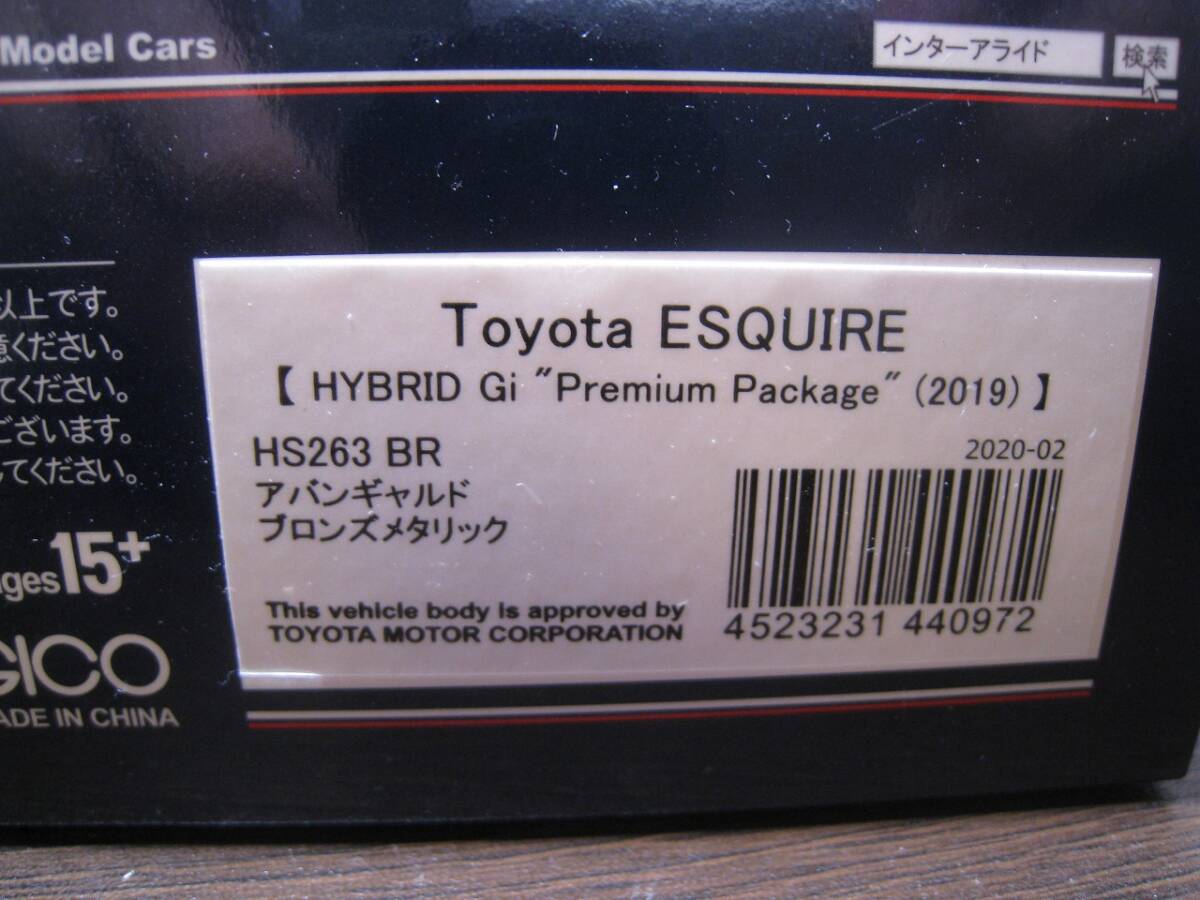 Model Cars
インターアライド 検索
以上です。
ください。
てください。
ございます。
してください。
15+
GICO
MADE IN CHINA
Toyota ESQUIRE
【 HYBRID Gi "Premium Package" (2019) 】
HS263 BR
2020-02
アバンギャルド
ブロンズメタリック
This vehicle body is approved by
TOYOTA MOTOR CORPORATION
4523231 440972